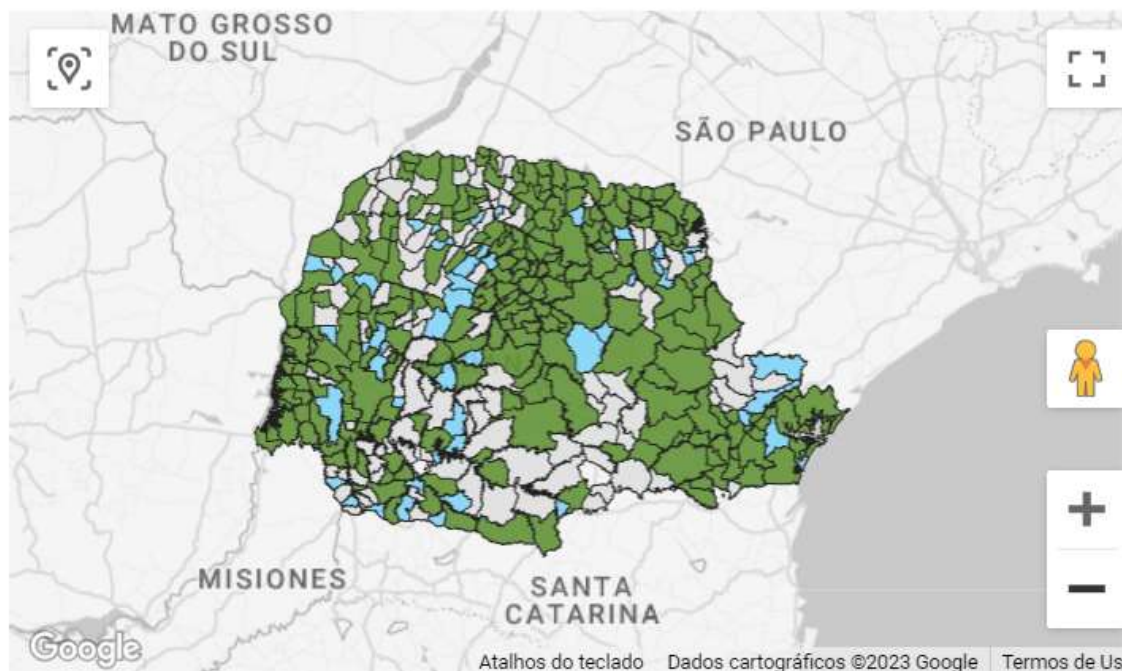 MATO GROSSO
DO SUL
SÃO PAULO
MISIONES
SANTA
CATARINA
Google
Atalhos do teclado Dados cartográficos ©2023 Google Termos de Us